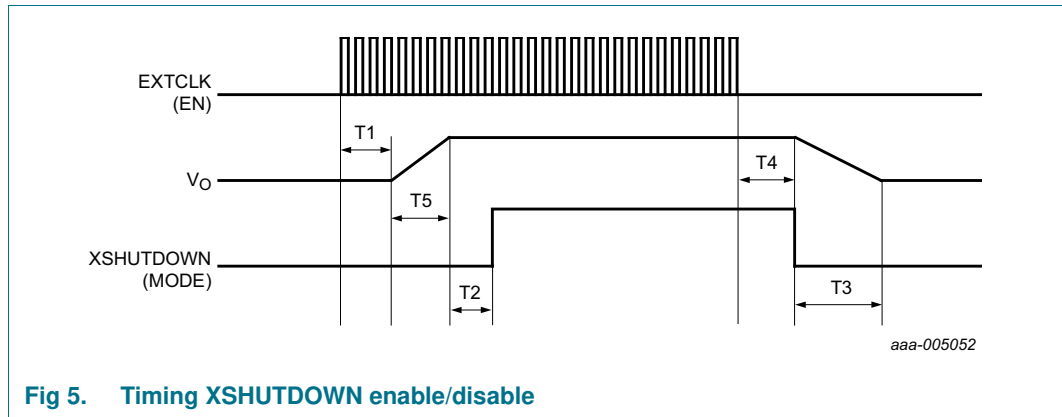 EXTCLK
(EN)
T1
T4
VO
T5
XSHUTDOWN
(MODE)
T2
T3
aaa-005052
Fig 5. Timing XSHUTDOWN enable/disable